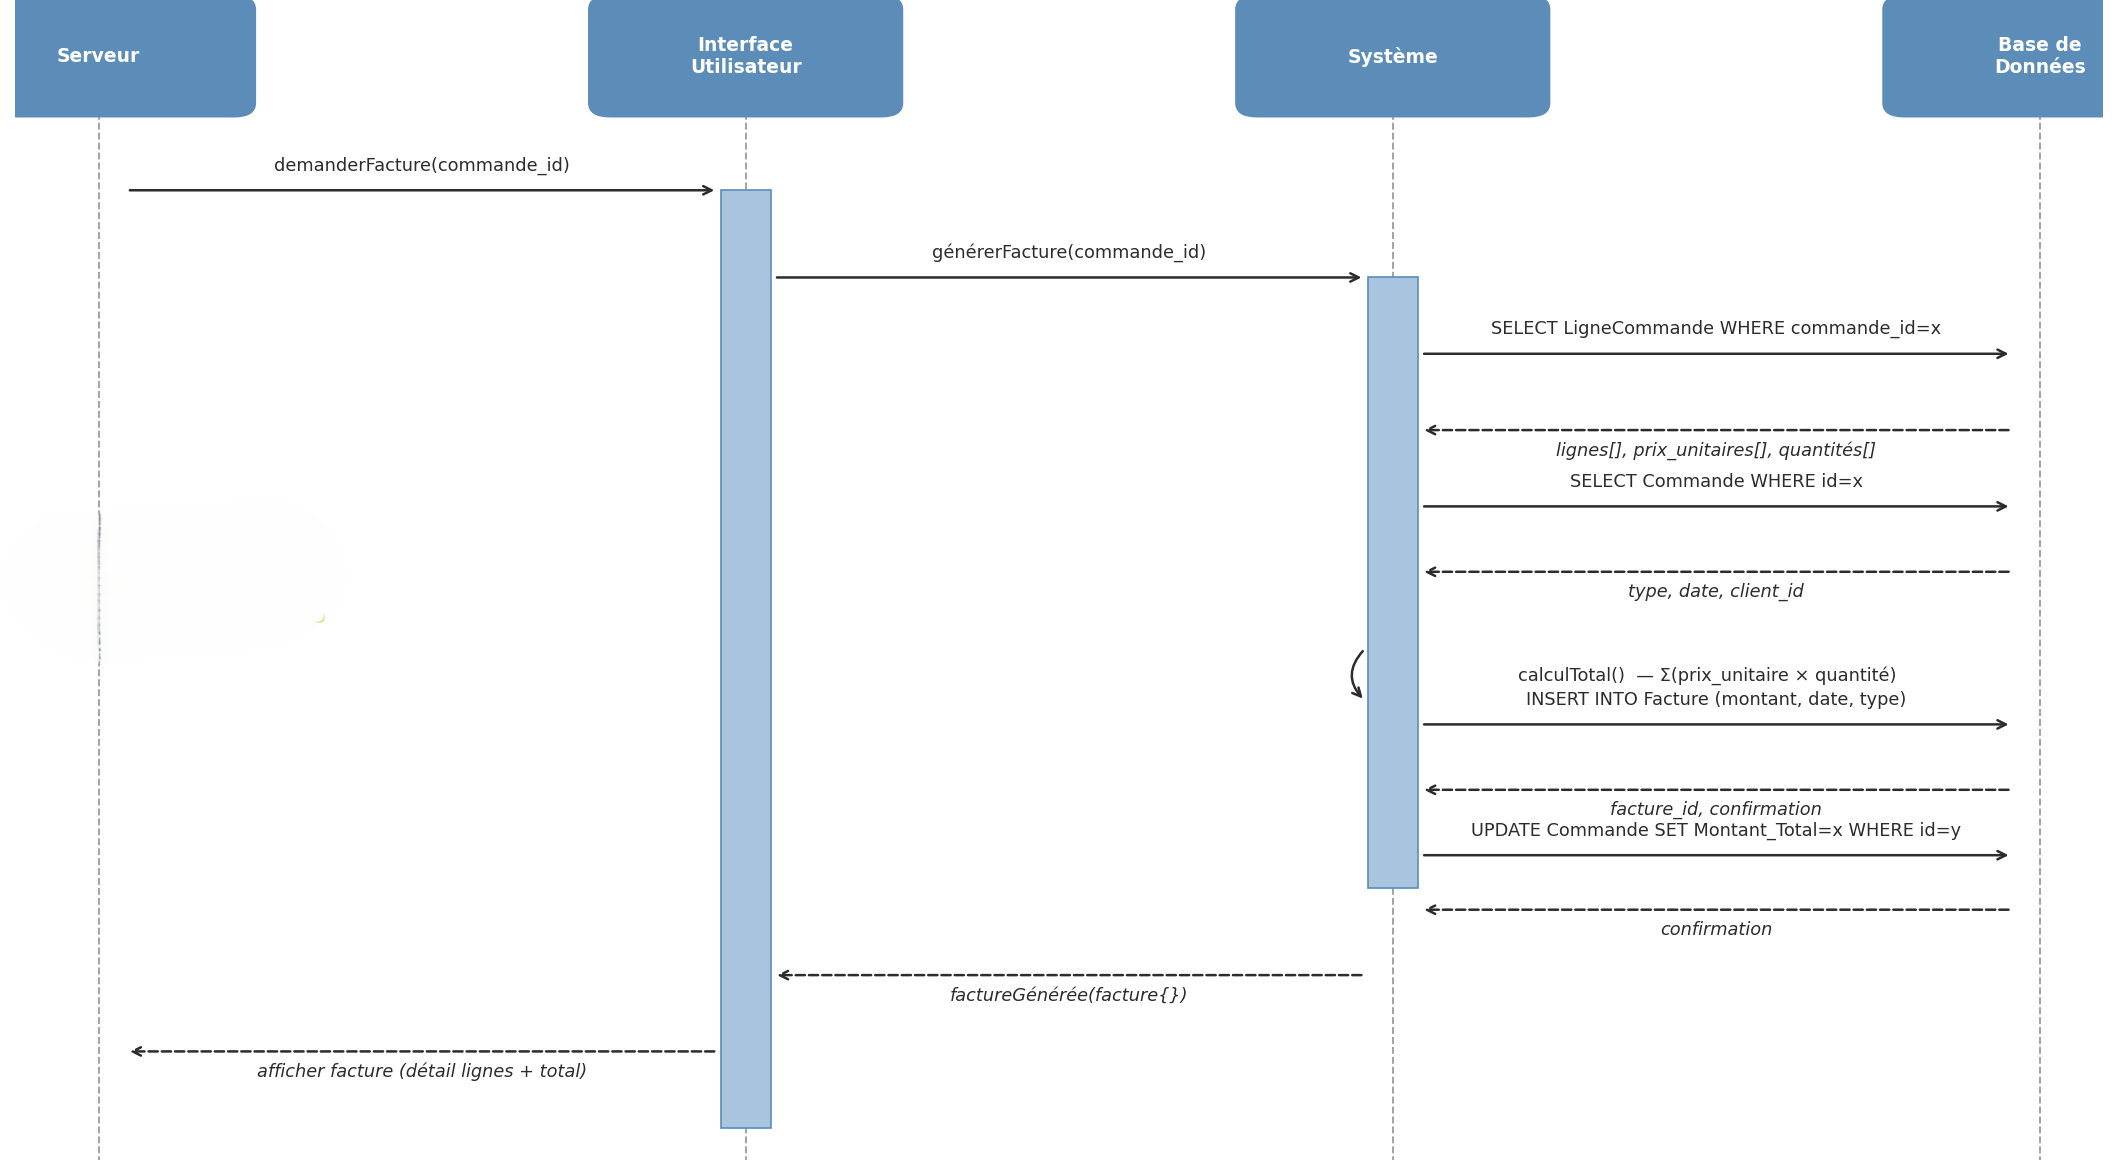 Serveur
Interface
Utilisateur
Système
Base de
Données
demanderFacture(commande_id)
générerFacture(commande_id)
SELECT LigneCommande WHERE commande_id=x
lignes[], prix_unitaires[], quantités[]
SELECT Commande WHERE id=x
type, date, client_id
calculTotal()  — Σ(prix_unitaire × quantité)
INSERT INTO Facture (montant, date, type)
facture_id, confirmation
UPDATE Commande SET Montant_Total=x WHERE id=y
confirmation
factureGénérée(facture{})
afficher facture (détail lignes + total)